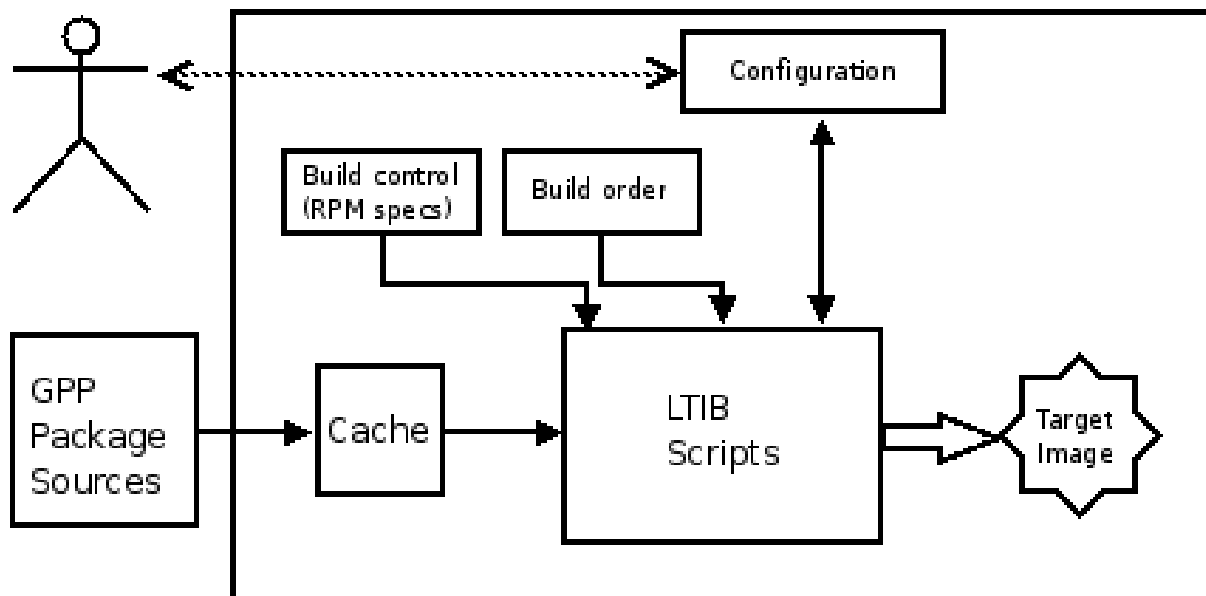 Configuration
Build control
(RPM specs)
Build order
GPP
Package
Sources
Cache
LTIB
Scripts
Target
Image